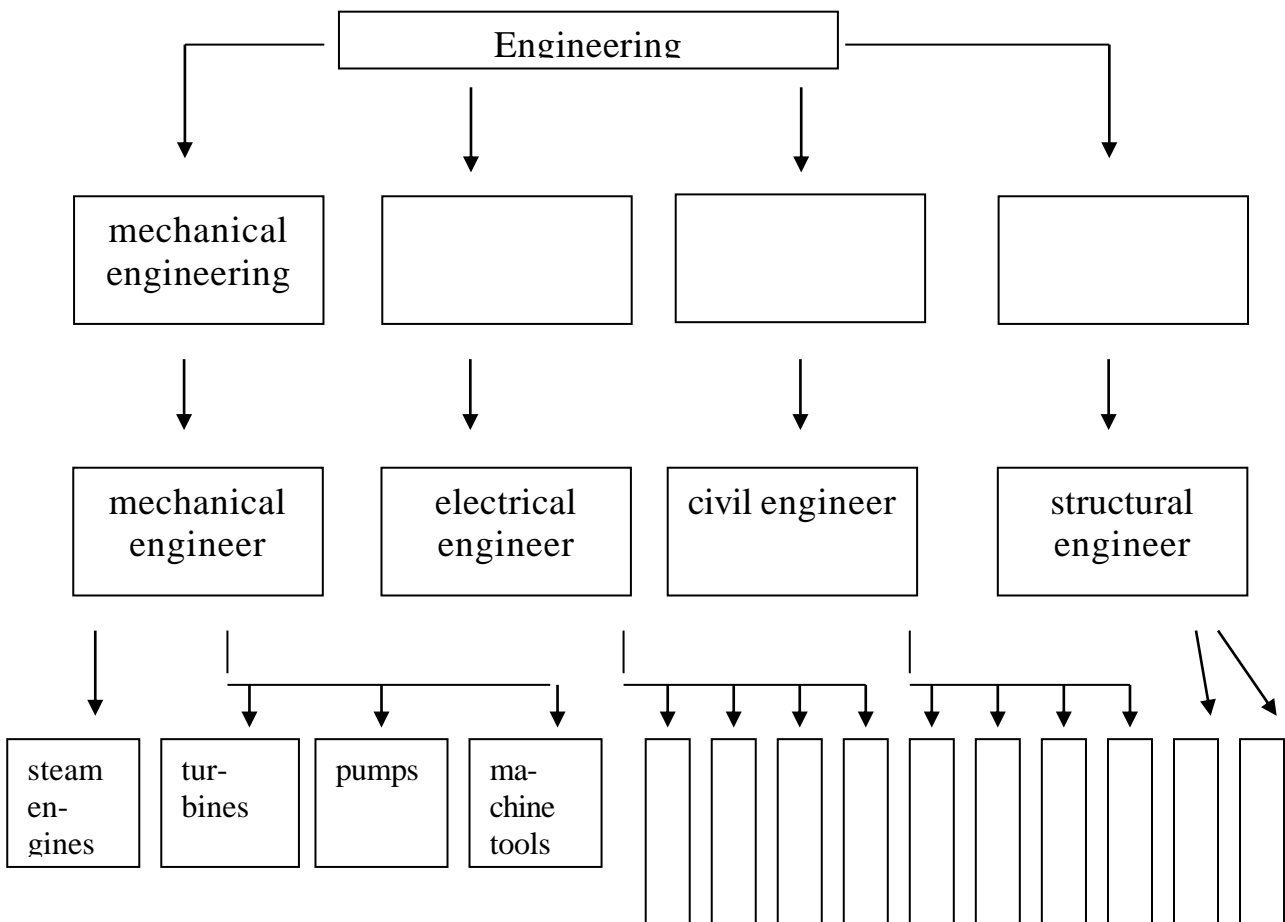 Engineering
mechanical
engineering
mechanical
engineer
electrical
engineer
civil engineer
structural
engineer
steam
en-
gines
tur-
bines
pumps
ma-
chine
tools